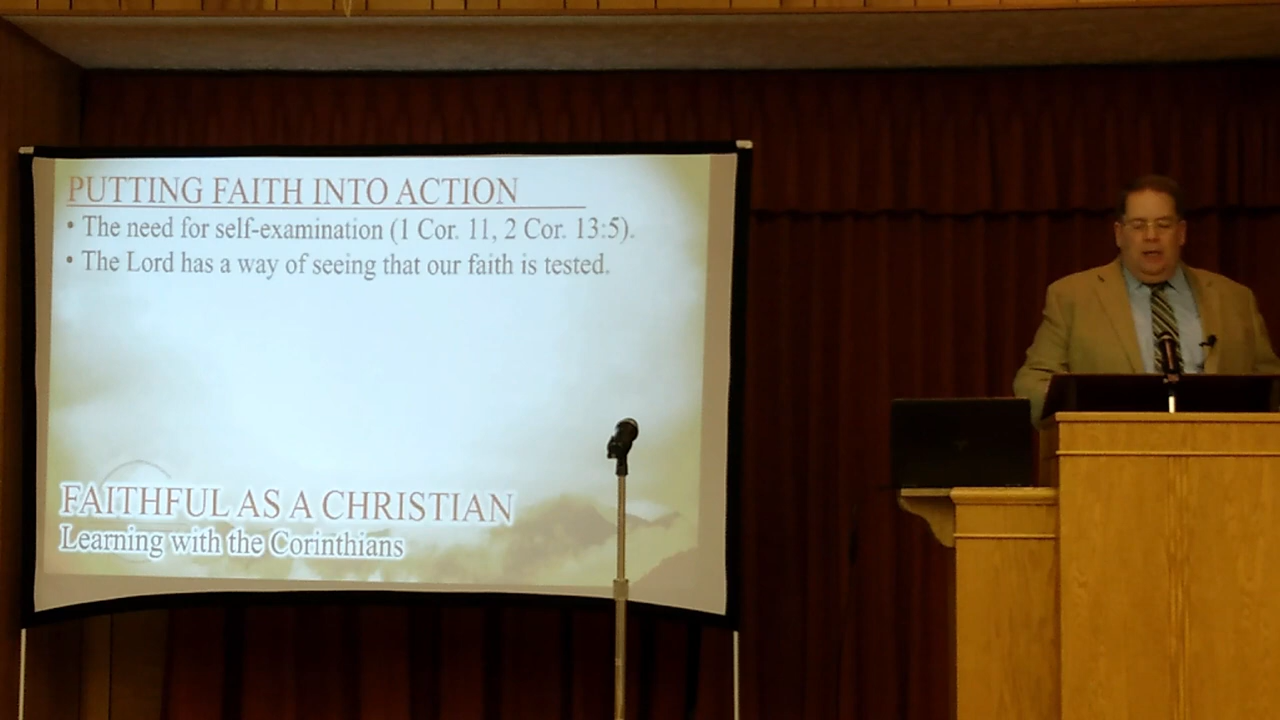 PUTTING FAITH INTO ACTION
• The need for self-examination (1 Cor. 11, 2 Cor. 13:5).
• The Lord has a way of seeing that our faith is tested.
FAITHFUL AS A CHRISTIAN
Learning with the Corinthians